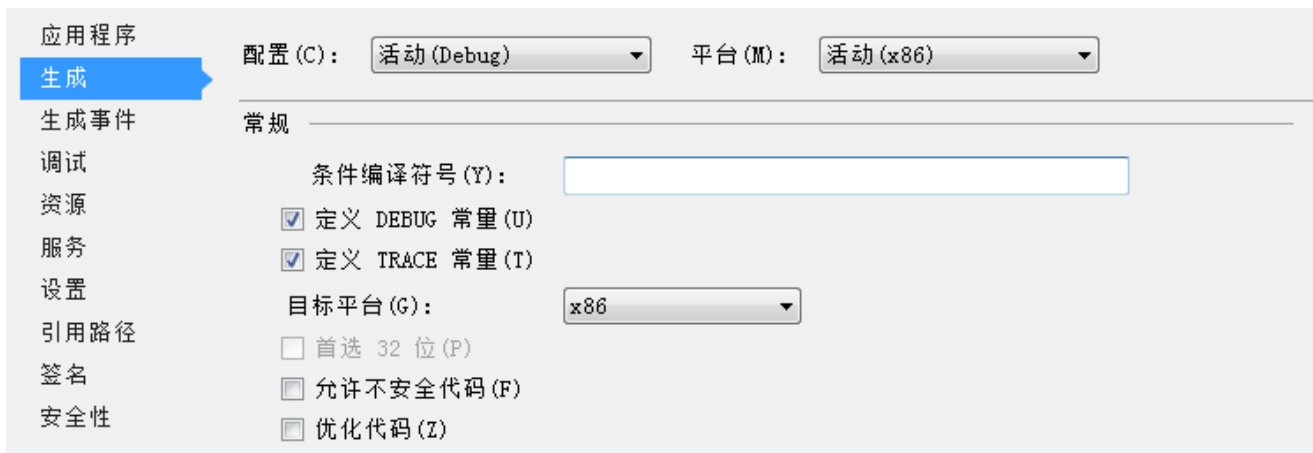 应用程序
生成
生成事件
调试
资源
服务
设置
引用路径
签名
安全性
配置(C): 活动(Debug) 平台(M): 活动(x86)
常规
条件编译符号(Y):
定义 DEBUG 常量(U)
定义 TRACE 常量(T)
目标平台(G): x86
首选 32 位(P)
允许不安全代码(F)
优化代码(Z)